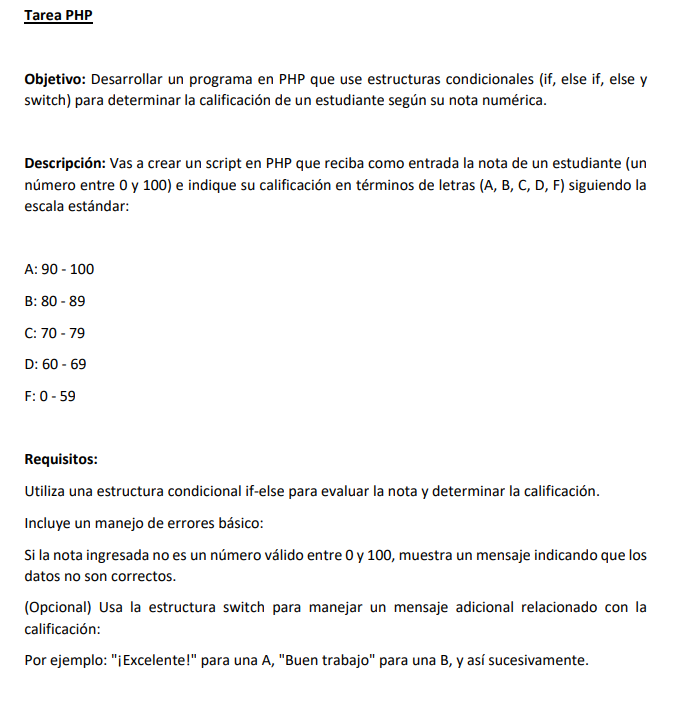 Tarea PHP
Objetivo: Desarrollar un programa en PHP que use estructuras condicionales (if, else if, else y
switch) para determinar la calificación de un estudiante según su nota numérica.
Descripción: Vas a crear un script en PHP que reciba como entrada la nota de un estudiante (un
número entre 0 y 100) e indique su calificación en términos de letras (A, B, C, D, F) siguiendo la
escala estándar:
A: 90 - 100
B: 80 - 89
C: 70 - 79
D: 60 - 69
F: 0 - 59
Requisitos:
Utiliza una estructura condicional if-else para evaluar la nota y determinar la calificación.
Incluye un manejo de errores básico:
Si la nota ingresada no es un número válido entre 0 y 100, muestra un mensaje indicando que los
datos no son correctos.
(Opcional) Usa la estructura switch para manejar un mensaje adicional relacionado con la
calificación:
Por ejemplo: "¡Excelente!" para una A, "Buen trabajo" para una B, y así sucesivamente.